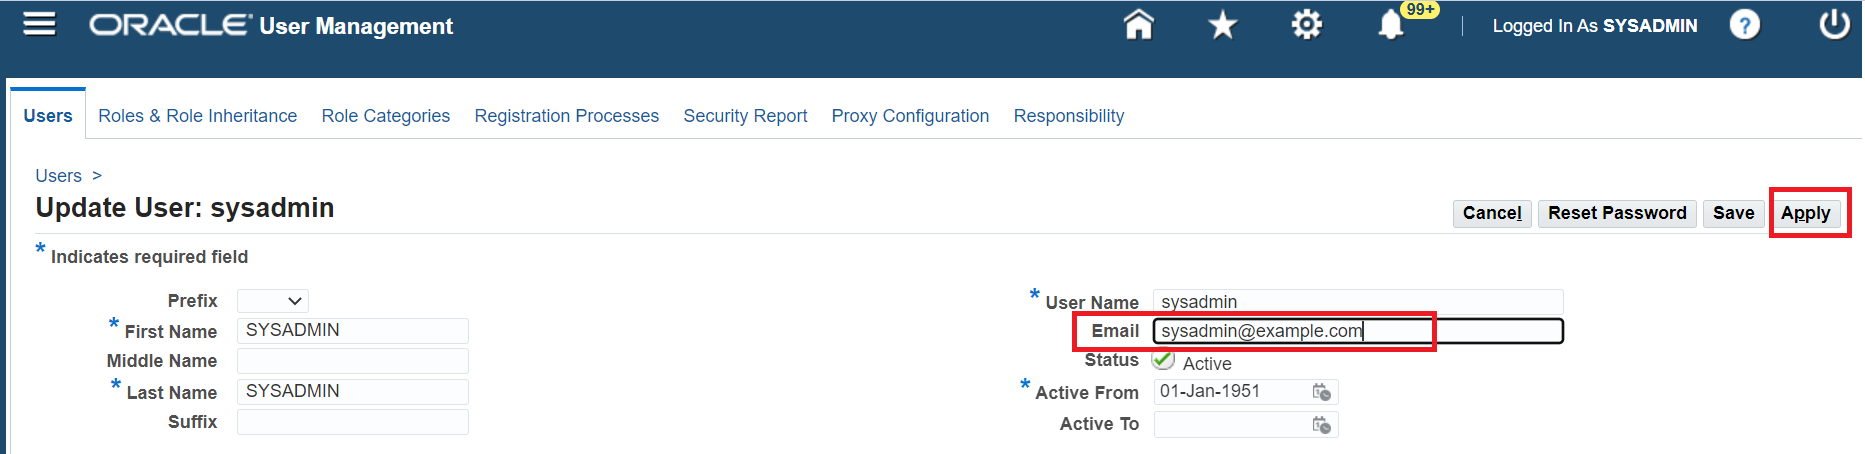 ORACLE User Management
99+
Logged In As SYSADMIN
?
Users Roles & Role Inheritance Role Categories Registration Processes Security Report Proxy Configuration Responsibility
Users >
Update User: sysadmin
Cancel Reset Password Save Apply
* Indicates required field
Prefix
* First Name SYSADMIN
Middle Name
* Last Name SYSADMIN
Suffix
* User Name sysadmin
Email sysadmin@example.com
Status Active
* Active From 01-Jan-1951
Active To